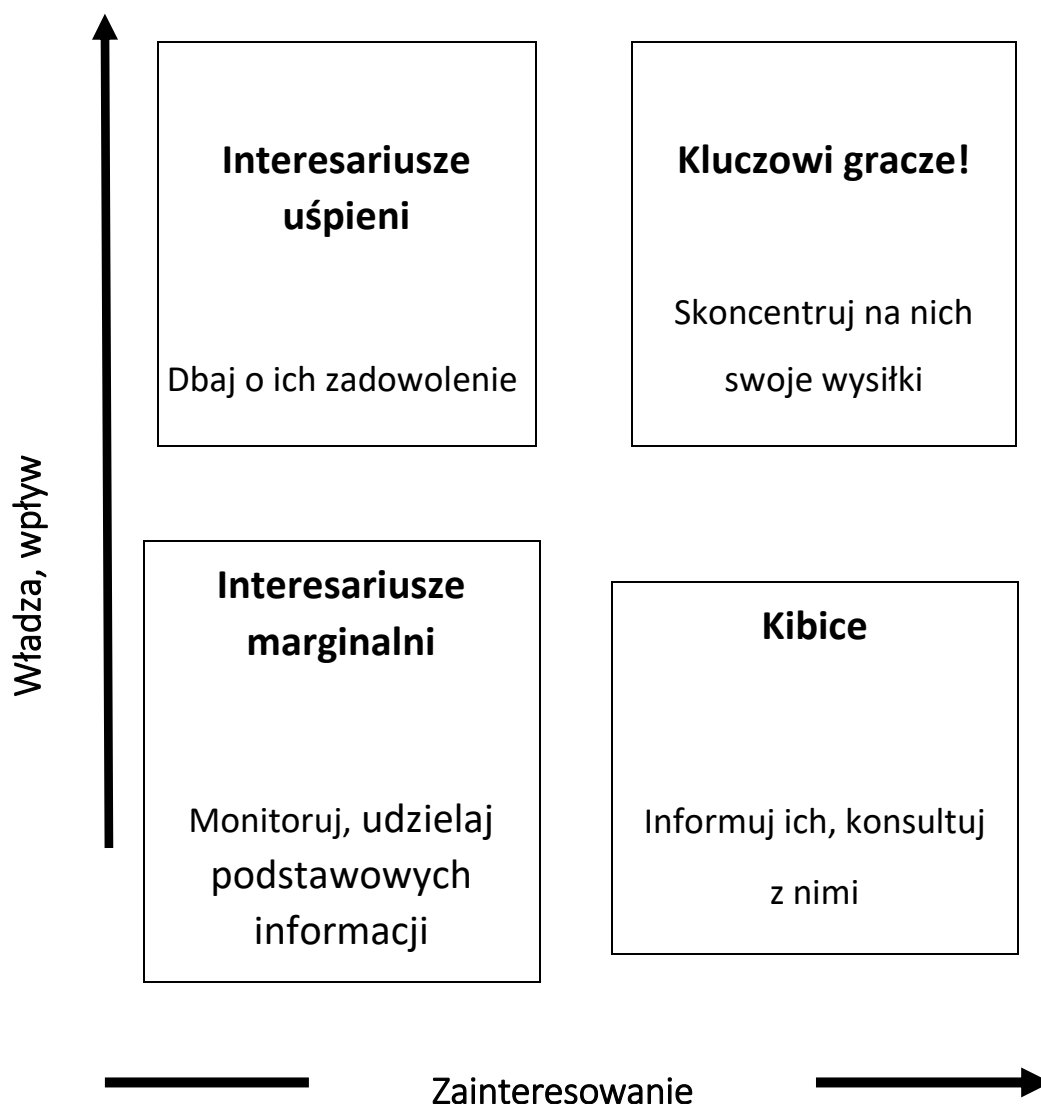 Interesariusze
uśpieni
Dbaj o ich zadowolenie
Kluczowi gracze!
Skoncentruj na nich
swoje wysiłki
Władza, wpływ
Interesariusze
marginalni
Monitoruj, udzielaj
podstawowych
informacji
Kibice
Informuj ich, konsultuj
z nimi
Zainteresowanie